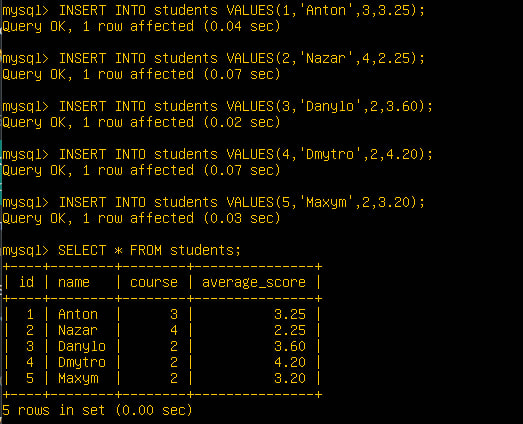 mysql> INSERT INTO students VALUES(1,'Anton',3,3.25);
Query OK, 1 row affected (0.04 sec)
mysql> INSERT INTO students VALUES(2,'Nazar',4,2.25);
Query OK, 1 row affected (0.07 sec)
mysql> INSERT INTO students VALUES(3,'Danylo',2,3.60);
Query OK, 1 row affected (0.02 sec)
mysql> INSERT INTO students VALUES(4,'Dmytro',2,4.20);
Query OK, 1 row affected (0.07 sec)
mysql> INSERT INTO students VALUES(5,'Maxym',2,3.20);
Query OK, 1 row affected (0.03 sec)
mysql> SELECT * FROM students;
+----+--------+--------+---------------+
| id | name   | course | average_score |
+----+--------+--------+---------------+
|  1 | Anton  |      3 |          3.25 |
|  2 | Nazar  |      4 |          2.25 |
|  3 | Danylo |      2 |          3.60 |
|  4 | Dmytro |      2 |          4.20 |
|  5 | Maxym  |      2 |          3.20 |
+----+--------+--------+---------------+
5 rows in set (0.00 sec)